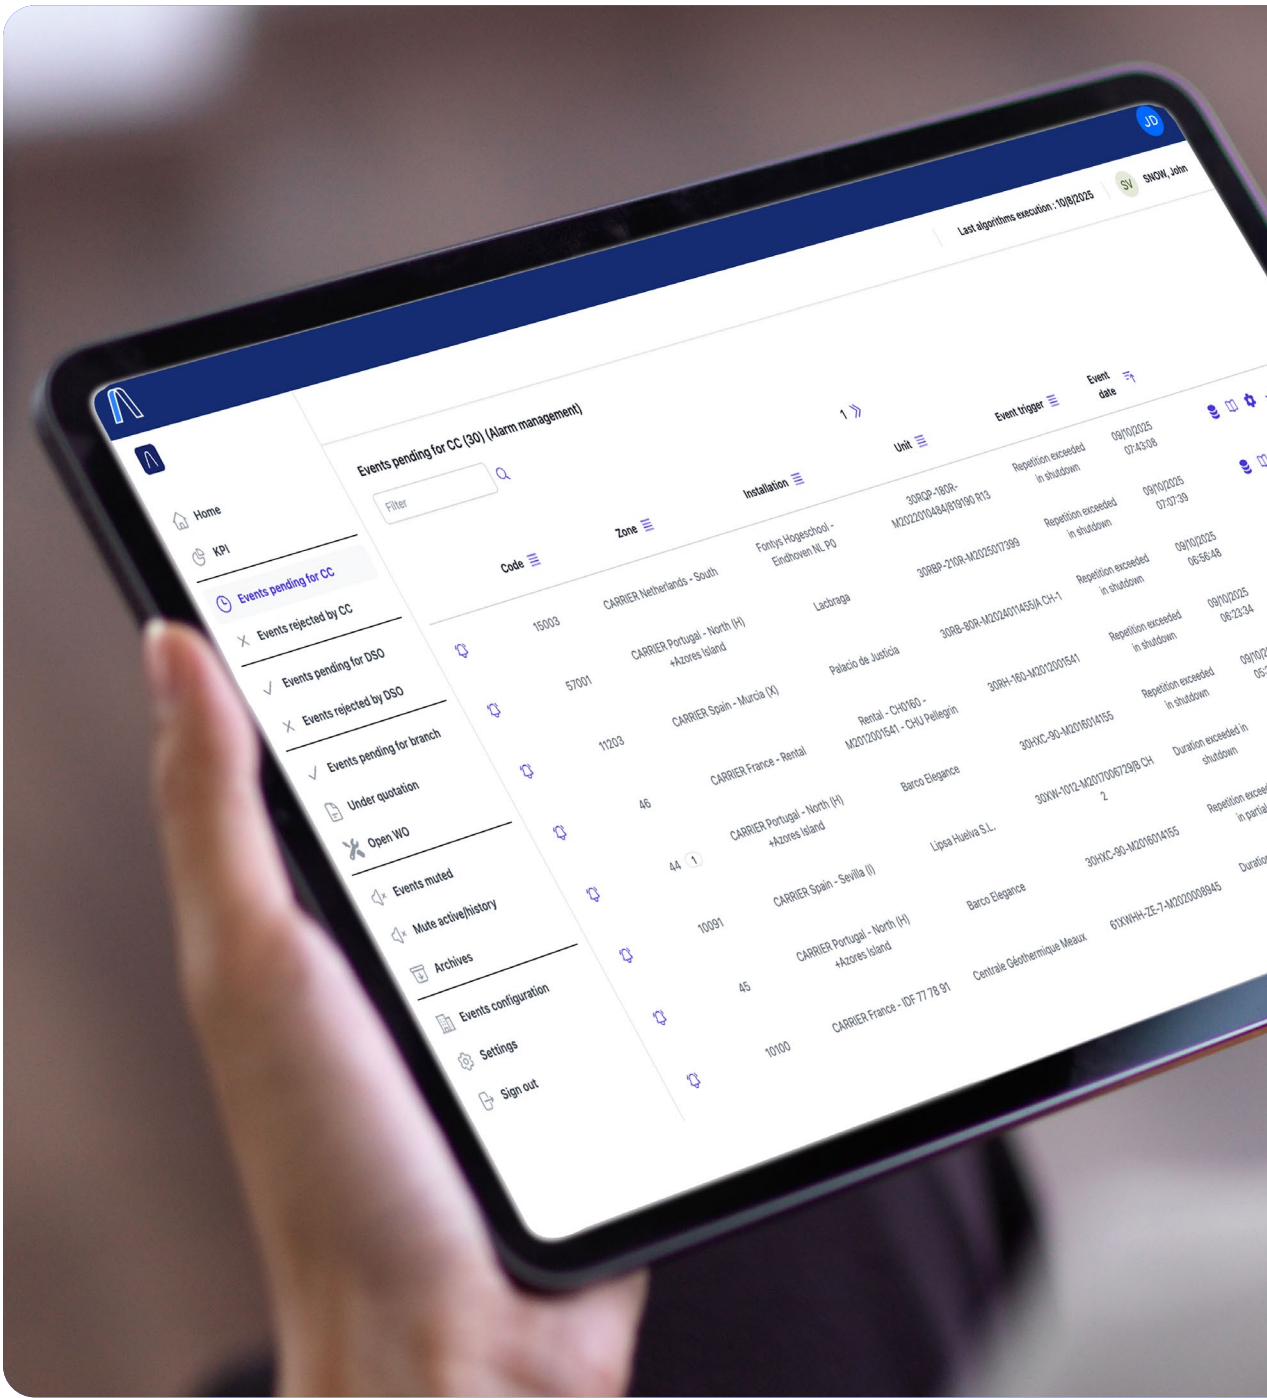 JD
Last algorithms execution : 10/8/2025
SV
SNOW, John
Home
KPI
Events pending for CC
Events rejected by CC
Events pending for DSO
Events rejected by DSO
Events pending for branch
Under quotation
Open WO
Events muted
Mute active/history
Archives
Events configuration
Settings
Sign out
Events pending for CC (30) (Alarm management)
Filter
1
Code
Zone
Installation
Unit
Event trigger
Event
date
15003
CARRIER Netherlands - South
Fontys Hogeschool -
Eindhoven NL P0
30RQP-180R-
M2022010484/819190 R13
Repetition exceeded
in shutdown
09/10/2025
07:43:08
57001
CARRIER Portugal - North (H)
+Azores Island
Lacbraga
30RBP-210R-M2025017399
Repetition exceeded
in shutdown
09/10/2025
07:07:39
11203
CARRIER Spain - Murcia (X)
Palacio de Justicia
30RB-80R-M2024011455/A CH-1
Repetition exceeded
in shutdown
09/10/2025
06:56:48
46
CARRIER France - Rental
Rental - CH0160 -
M2012001541 - CHU Pellegrin
30RH-160-M2012001541
Repetition exceeded
in shutdown
09/10/2025
06:23:34
44 1
CARRIER Portugal - North (H)
+Azores Island
Barco Elegance
30HXC-90-M2016014155
Repetition exceeded
in shutdown
10091
CARRIER Spain - Sevilla (I)
Lipsa Huelva S.L.
30XW-1012-M2017006729/B CH
2
Duration exceeded in
shutdown
45
CARRIER Portugal - North (H)
+Azores Island
Barco Elegance
30HXC-90-M2016014155
Repetition
in partial
10100
CARRIER France - IDF 77 78 91
Centrale Géothermique Meaux
61XWHH-ZE-7-M2020008945
Duration